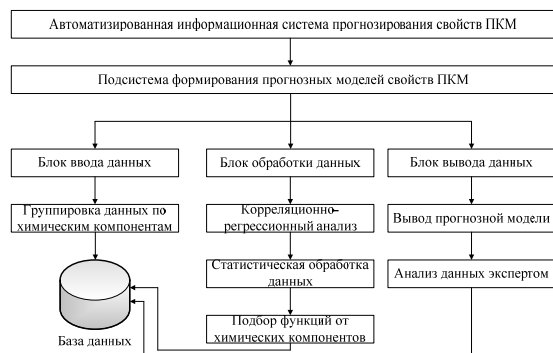 Автоматизированная информационная система прогнозирования свойств ПКМ
Подсистема формирования прогнозных моделей свойств ПКМ
Блок ввода данных
Блок обработки данных
Блок вывода данных
Группировка данных по
химическим компонентам
Корреляционно-
регрессионный анализ
Вывод прогнозной модели
Статистическая обработка
данных
Анализ данных экспертом
Подбор функций от
химических компонентов
База данных